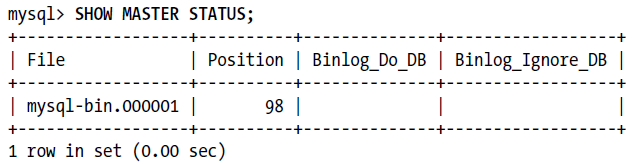 mysql> SHOW MASTER STATUS;
+------------------+----------+--------------+------------------+
| File             | Position | Binlog_Do_DB | Binlog_Ignore_DB |
+------------------+----------+--------------+------------------+
| mysql-bin.000001 |       98 |              |                  |
+------------------+----------+--------------+------------------+
1 row in set (0.00 sec)